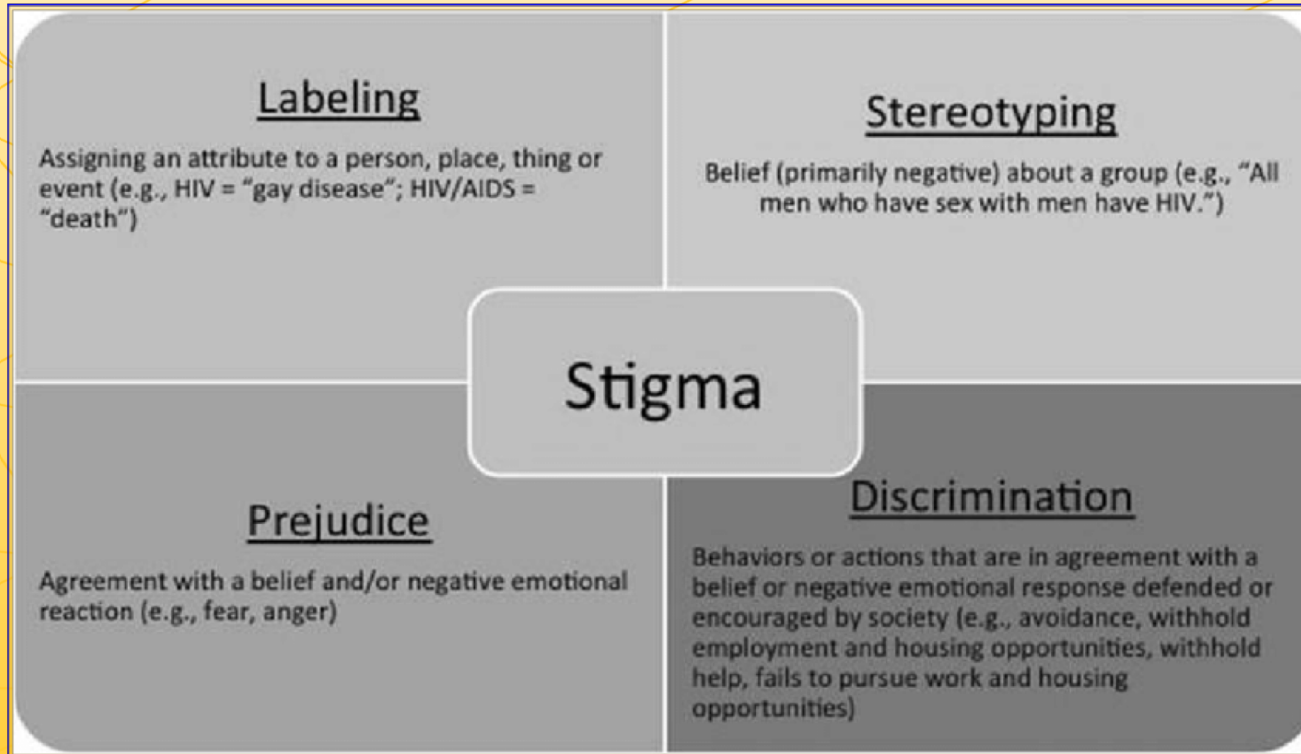 Labeling
Assigning an attribute to a person, place, thing or
event (e.g., HIV = “gay disease”; HIV/AIDS =
“death”)
Stereotyping
Belief (primarily negative) about a group (e.g., “All
men who have sex with men have HIV.”)
Stigma
Prejudice
Agreement with a belief and/or negative emotional
reaction (e.g., fear, anger)
Discrimination
Behaviors or actions that are in agreement with a
belief or negative emotional response defended or
encouraged by society (e.g., avoidance, withhold
employment and housing opportunities, withhold
help, fails to pursue work and housing
opportunities)